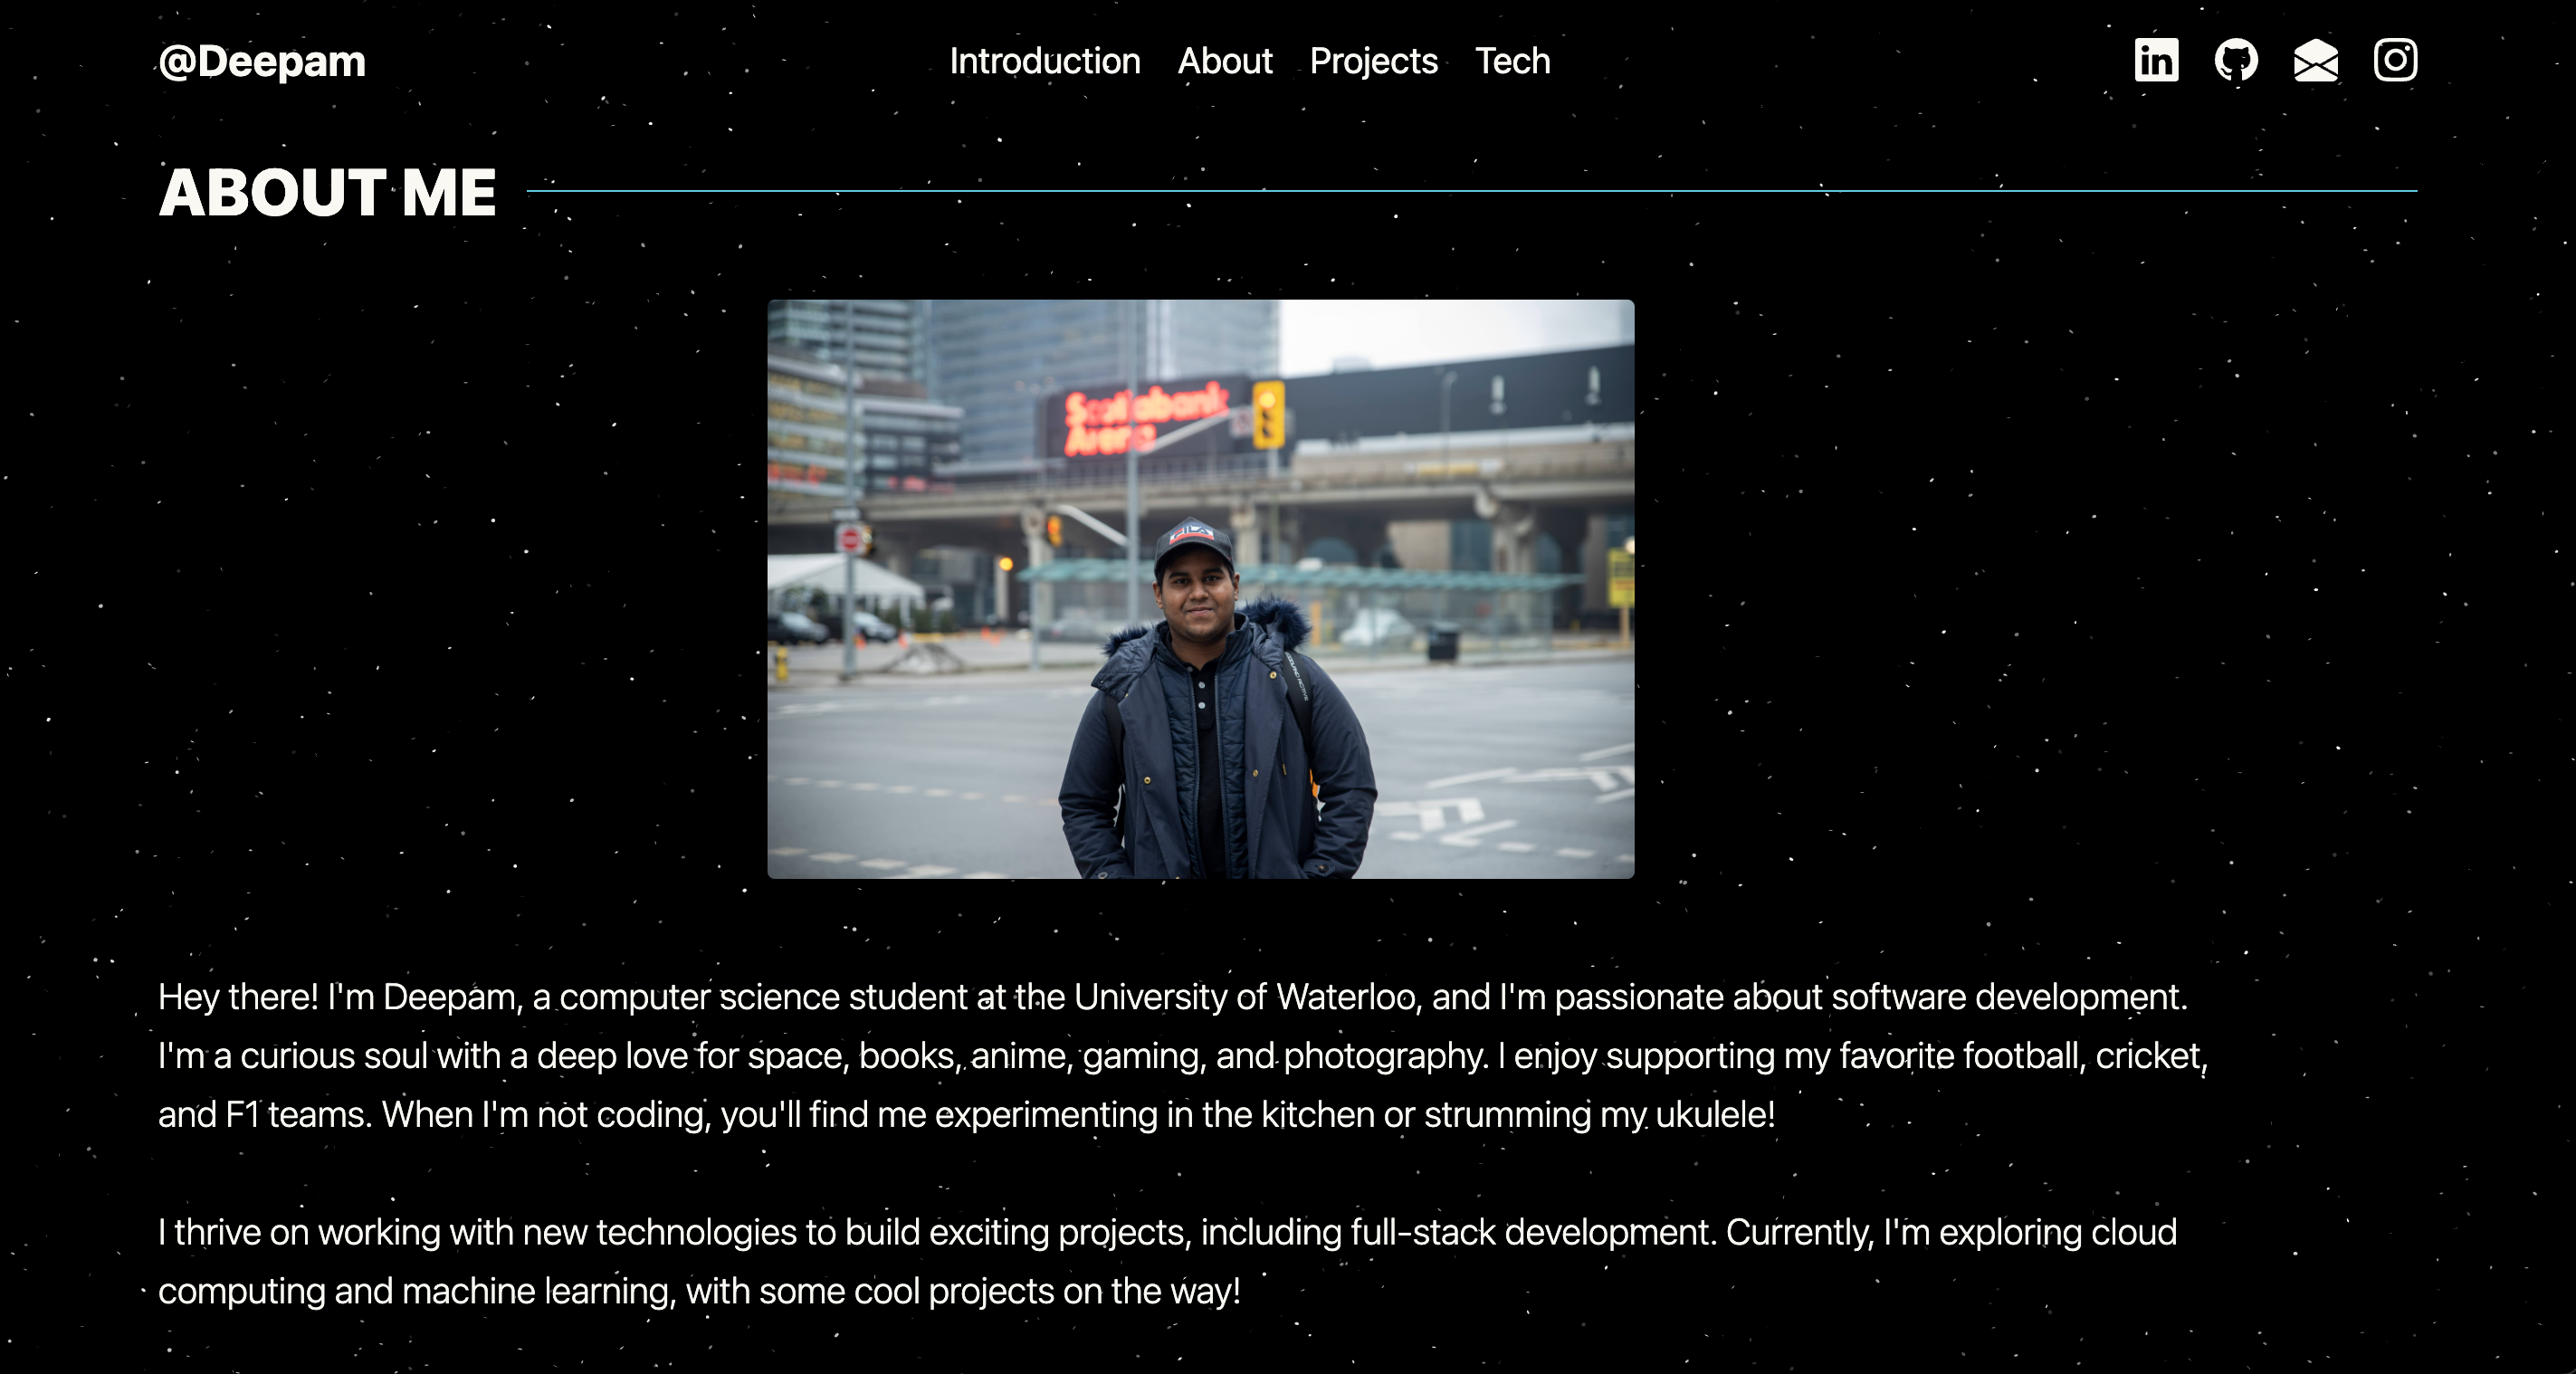 @Deepam
Introduction About Projects Tech
in
ABOUT ME
Scotiabank
Arena
FILA
Hey there! I'm Deepam, a computer science student at the University of Waterloo, and I'm passionate about software development.
I'm a curious soul with a deep love for space, books, anime, gaming, and photography. I enjoy supporting my favorite football, cricket,
and F1 teams. When I'm not coding, you'll find me experimenting in the kitchen or strumming my ukulele!
I thrive on working with new technologies to build exciting projects, including full-stack development. Currently, I'm exploring cloud
computing and machine learning, with some cool projects on the way!